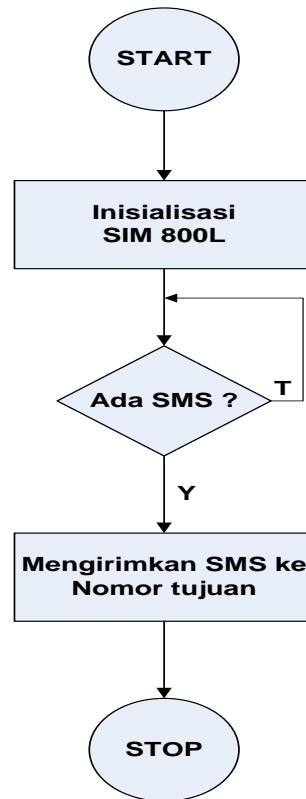 START
Inisialisasi
SIM 800L
Ada SMS ?
T
Y
Mengirimkan SMS ke
Nomor tujuan
STOP